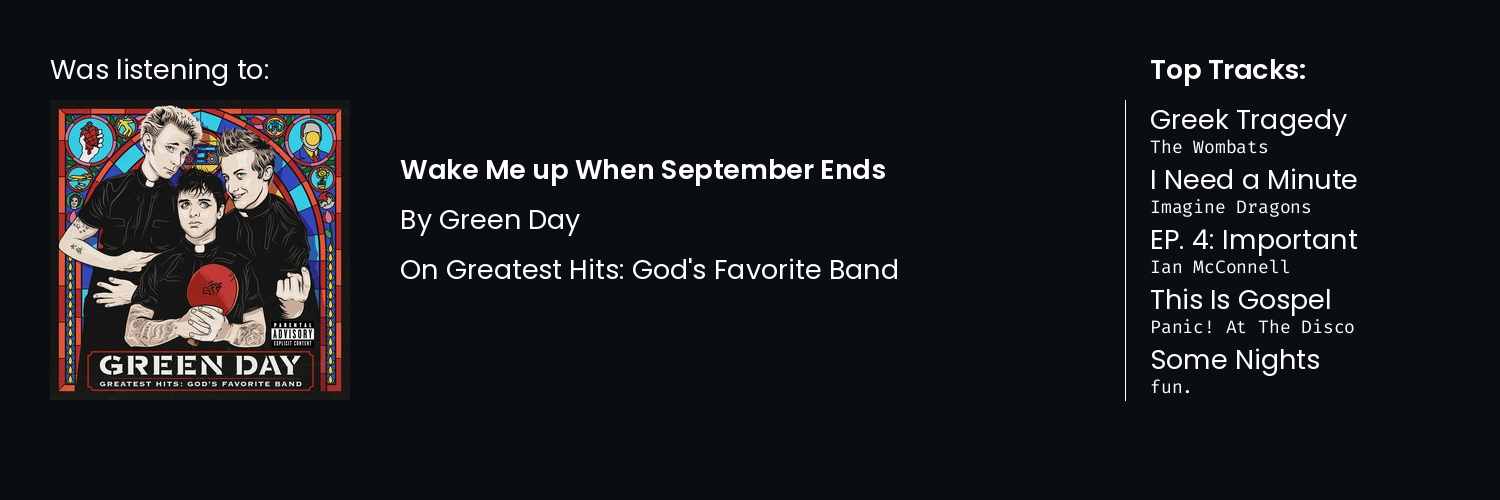 Was listening to:
PARENTAL
ADVISORY
EXPLICIT CONTENT
GREEN DAY
GREATEST HITS: GOD'S FAVORITE BAND
Wake Me up When September Ends
By Green Day
On Greatest Hits: God's Favorite Band
Top Tracks:
Greek Tragedy
The Wombats
I Need a Minute
Imagine Dragons
EP. 4: Important
Ian McConnell
This Is Gospel
Panic! At The Disco
Some Nights
fun.